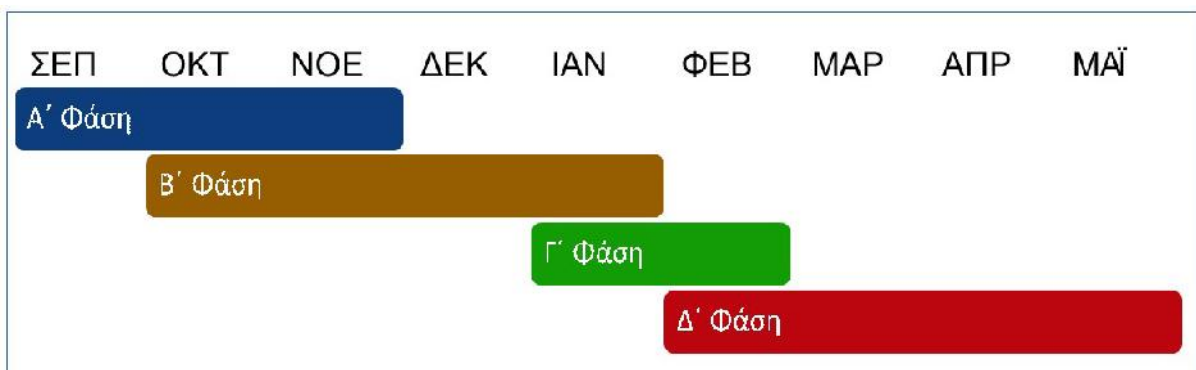 ΣΕΠ ΟΚΤ ΝΟΕ ΔΕΚ ΙΑΝ ΦΕΒ ΜΑΡ ΑΠΡ ΜΑΪ
Α΄ Φάση
Β΄ Φάση
Γ΄ Φάση
Δ΄ Φάση